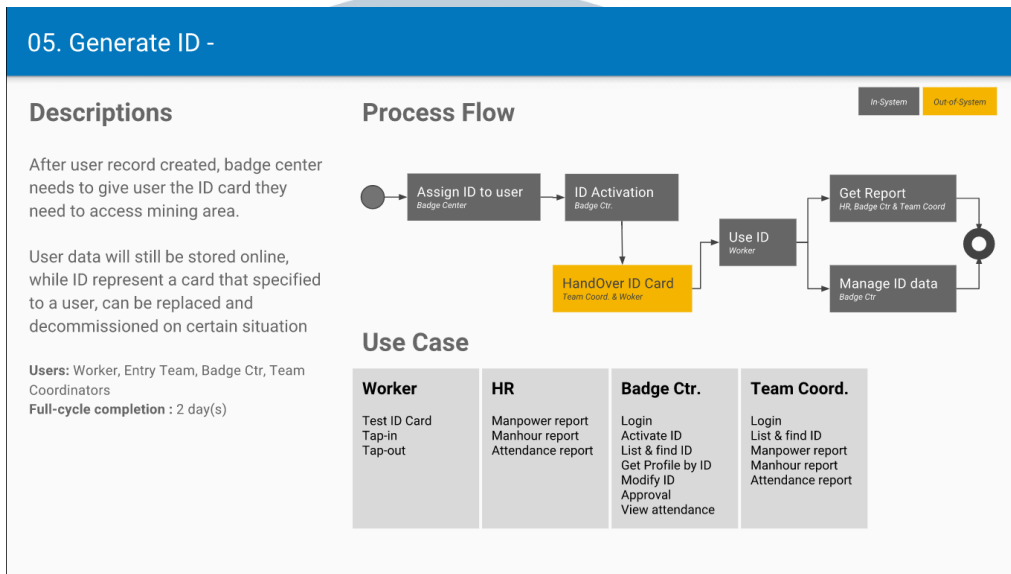 05. Generate ID -
Descriptions
After user record created, badge center
needs to give user the ID card they
need to access mining area.
User data will still be stored online,
while ID represent a card that specified
to a user, can be replaced and
decommissioned on certain situation
Users: Worker, Entry Team, Badge Ctr, Team
Coordinators
Full-cycle completion : 2 day(s)
Process Flow
In-System
Out-of-System
Assign ID to user
Badge Center
ID Activation
Badge Ctr.
HandOver ID Card
Team Coord. & Woker
Use ID
Worker
Get Report
HR, Badge Ctr & Team Coord
Manage ID data
Badge Ctr
Use Case
Worker
Test ID Card
Tap-in
Tap-out
HR
Manpower report
Manhour report
Attendance report
Badge Ctr.
Login
Activate ID
List & find ID
Get Profile by ID
Modify ID
Approval
View attendance
Team Coord.
Login
List & find ID
Manpower report
Manhour report
Attendance report